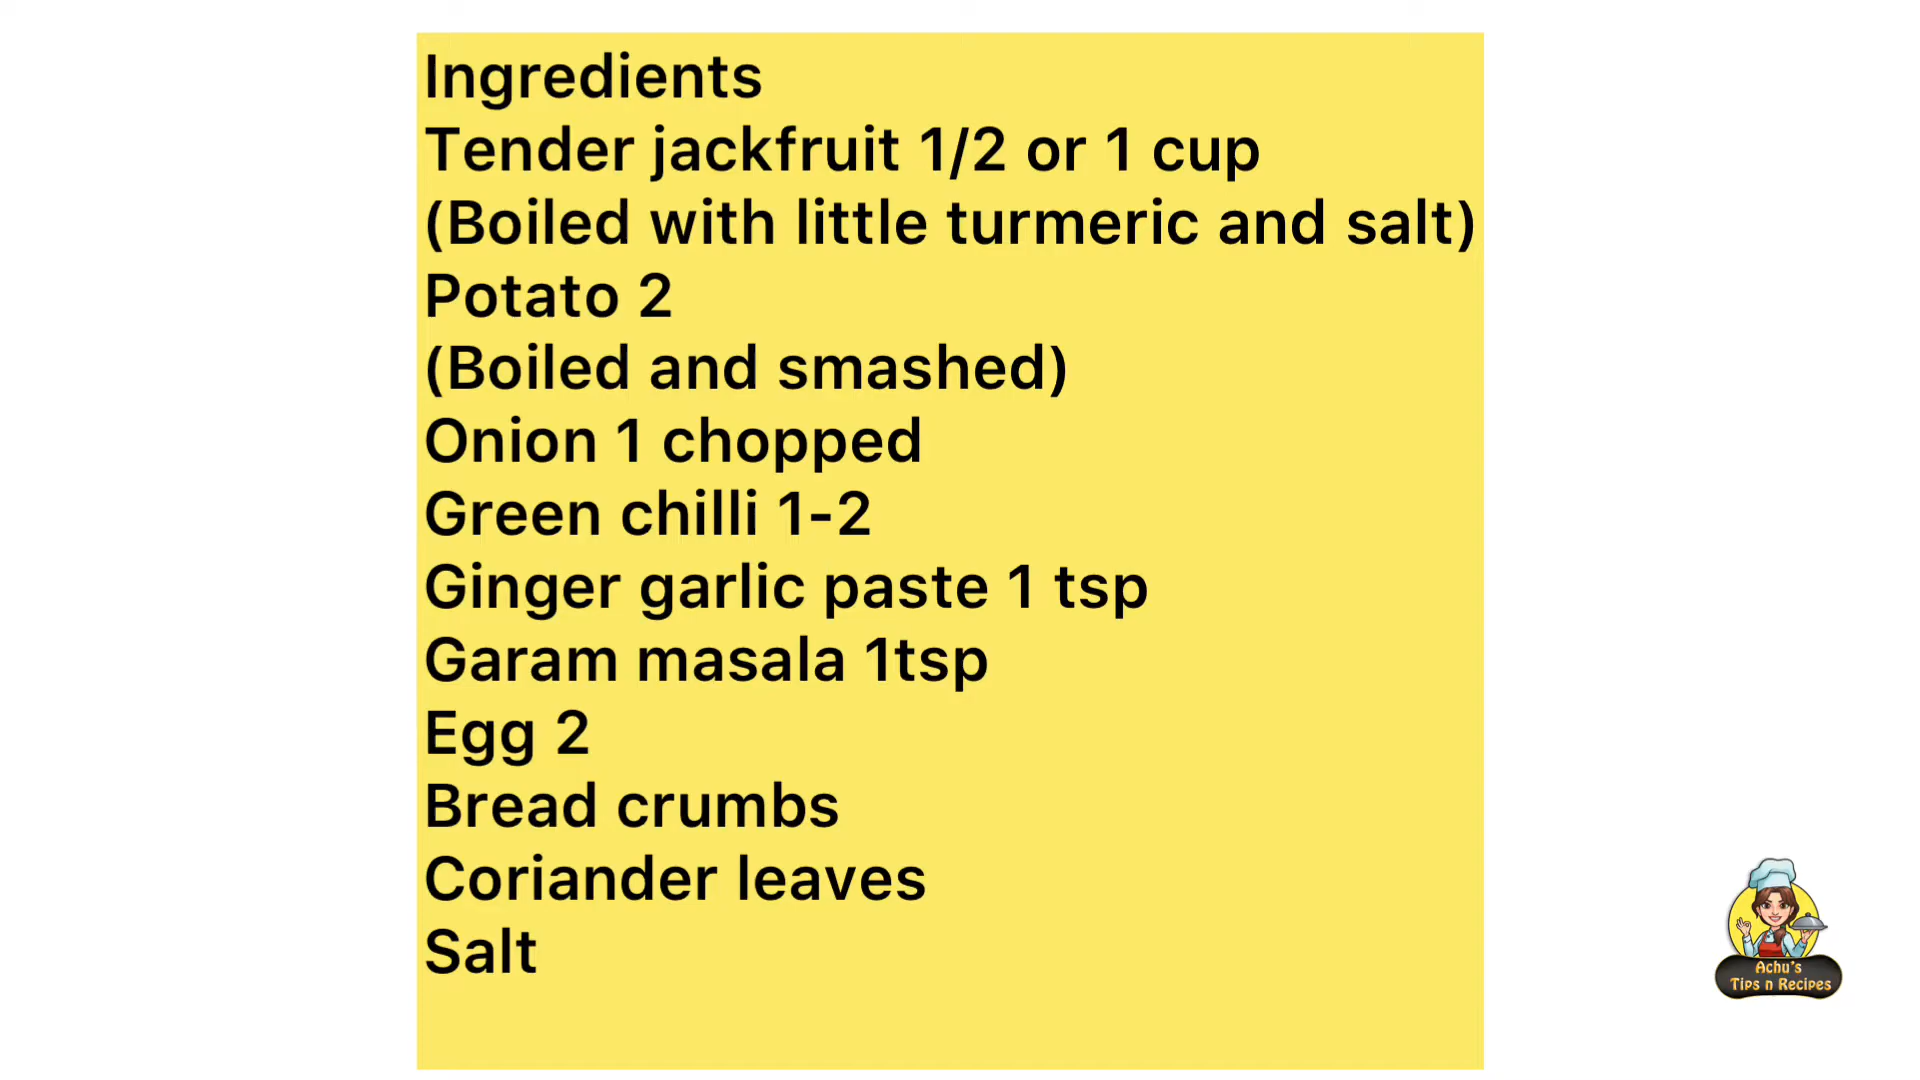 Ingredients
Tender jackfruit 1/2 or 1 cup
(Boiled with little turmeric and salt)
Potato 2
(Boiled and smashed)
Onion 1 chopped
Green chilli 1-2
Ginger garlic paste 1 tsp
Garam masala 1tsp
Egg 2
Bread crumbs
Coriander leaves
Salt
Achu's
Tips n Recipes